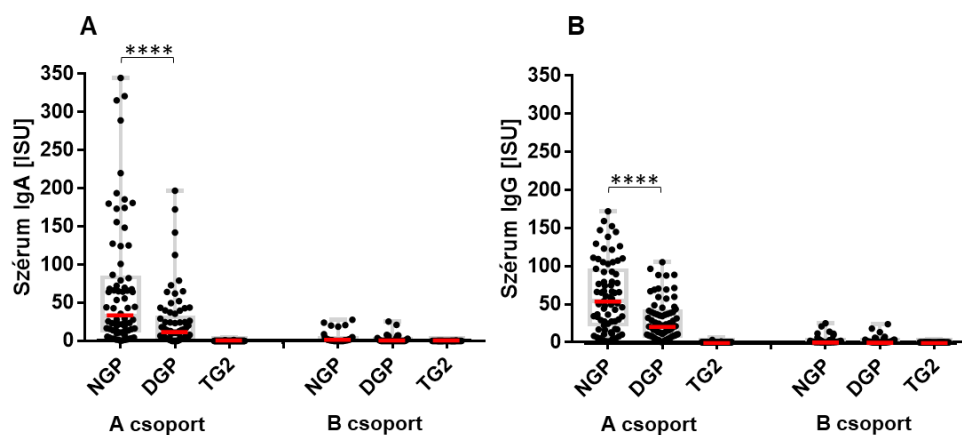 A
****
Szérum IgA [ISU]
350
300
250
200
150
100
50
0
NGP DGP TG2 NGP DGP TG2
A csoport B csoport
B
****
Szérum IgG [ISU]
350
300
250
200
150
100
50
0
NGP DGP TG2 NGP DGP TG2
A csoport B csoport